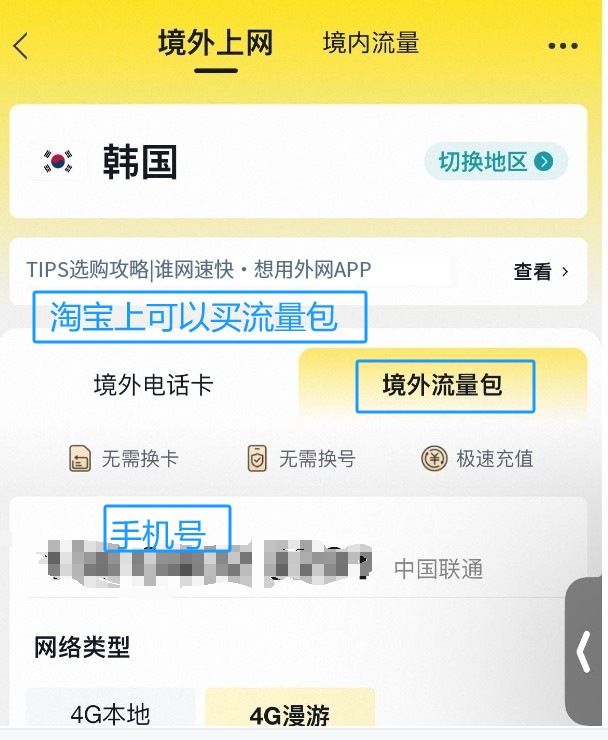 境外上网 境内流量
韩国 切换地区
TIPS选购攻略|谁网速快·想用外网APP 查看
淘宝上可以买流量包
境外电话卡 境外流量包
无需换卡 无需换号 极速充值
手机号
中国联通
网络类型
4G本地 4G漫游